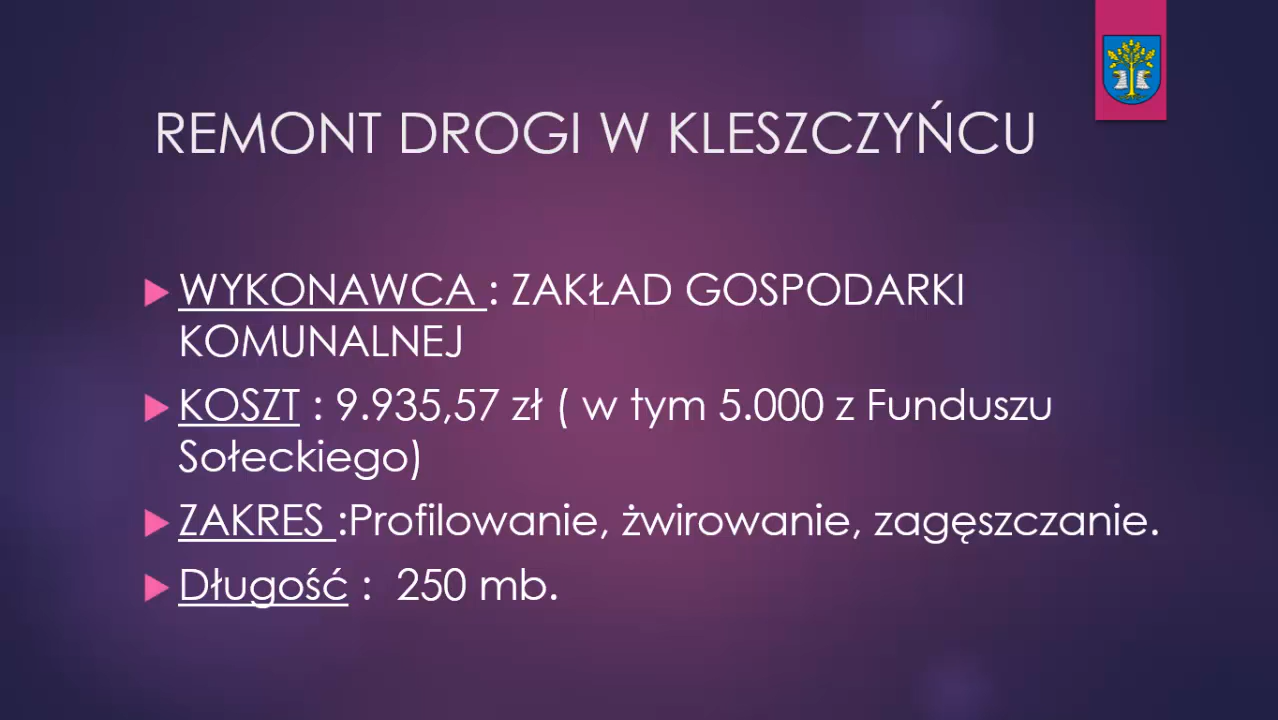 REMONT DROGI W KLESZCZYŃCU
WYKONAWCA : ZAKŁAD GOSPODARKI
KOMUNALNEJ
KOSZT : 9.935,57 zł ( w tym 5.000 z Funduszu
Sołeckiego)
ZAKRES :Profilowanie, żwirowanie, zagęszczanie.
Długość :  250 mb.